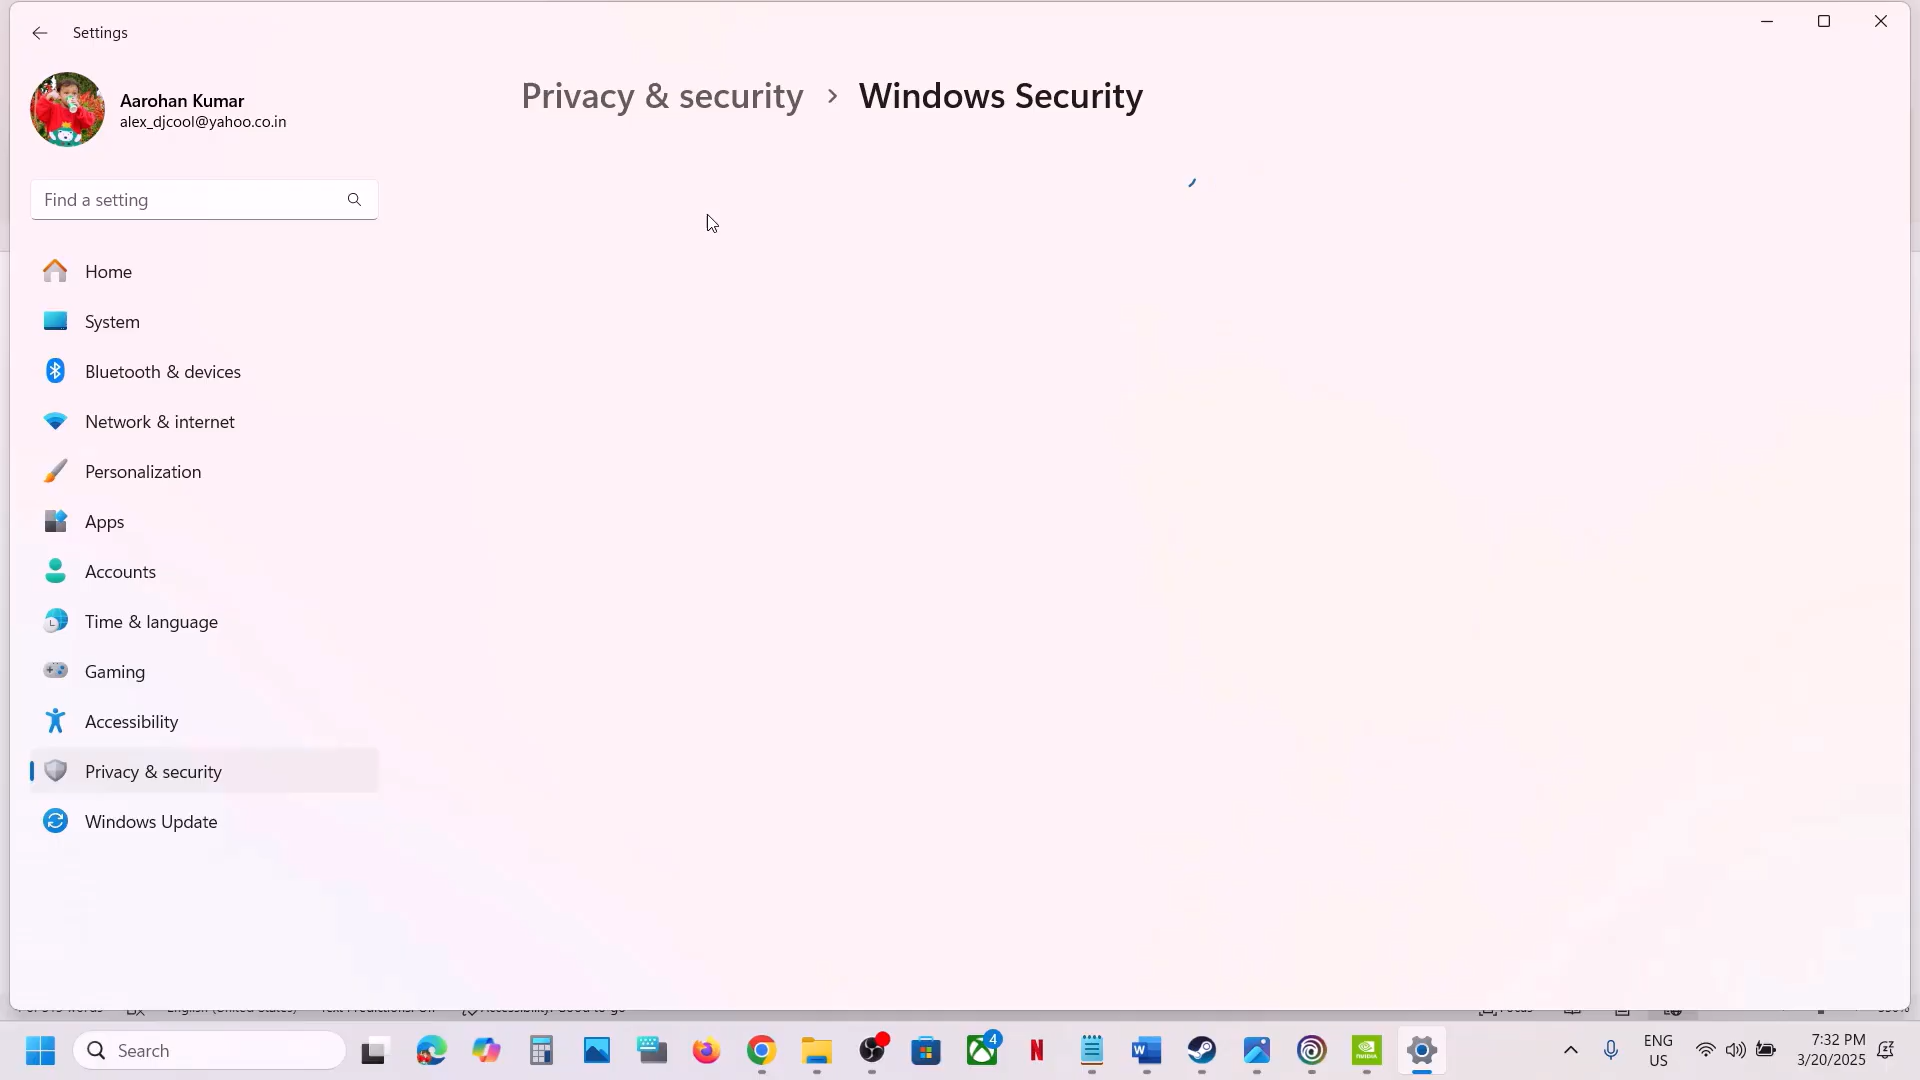 Settings
Aarohan Kumar
alex_djcool@yahoo.co.in
Privacy & security > Windows Security
Find a setting
Home
System
Bluetooth & devices
Network & internet
Personalization
Apps
Accounts
Time & language
Gaming
Accessibility
Privacy & security
Windows Update
Search
4
N
W
NVIDIA
ENG
US
7:32 PM
3/20/2025